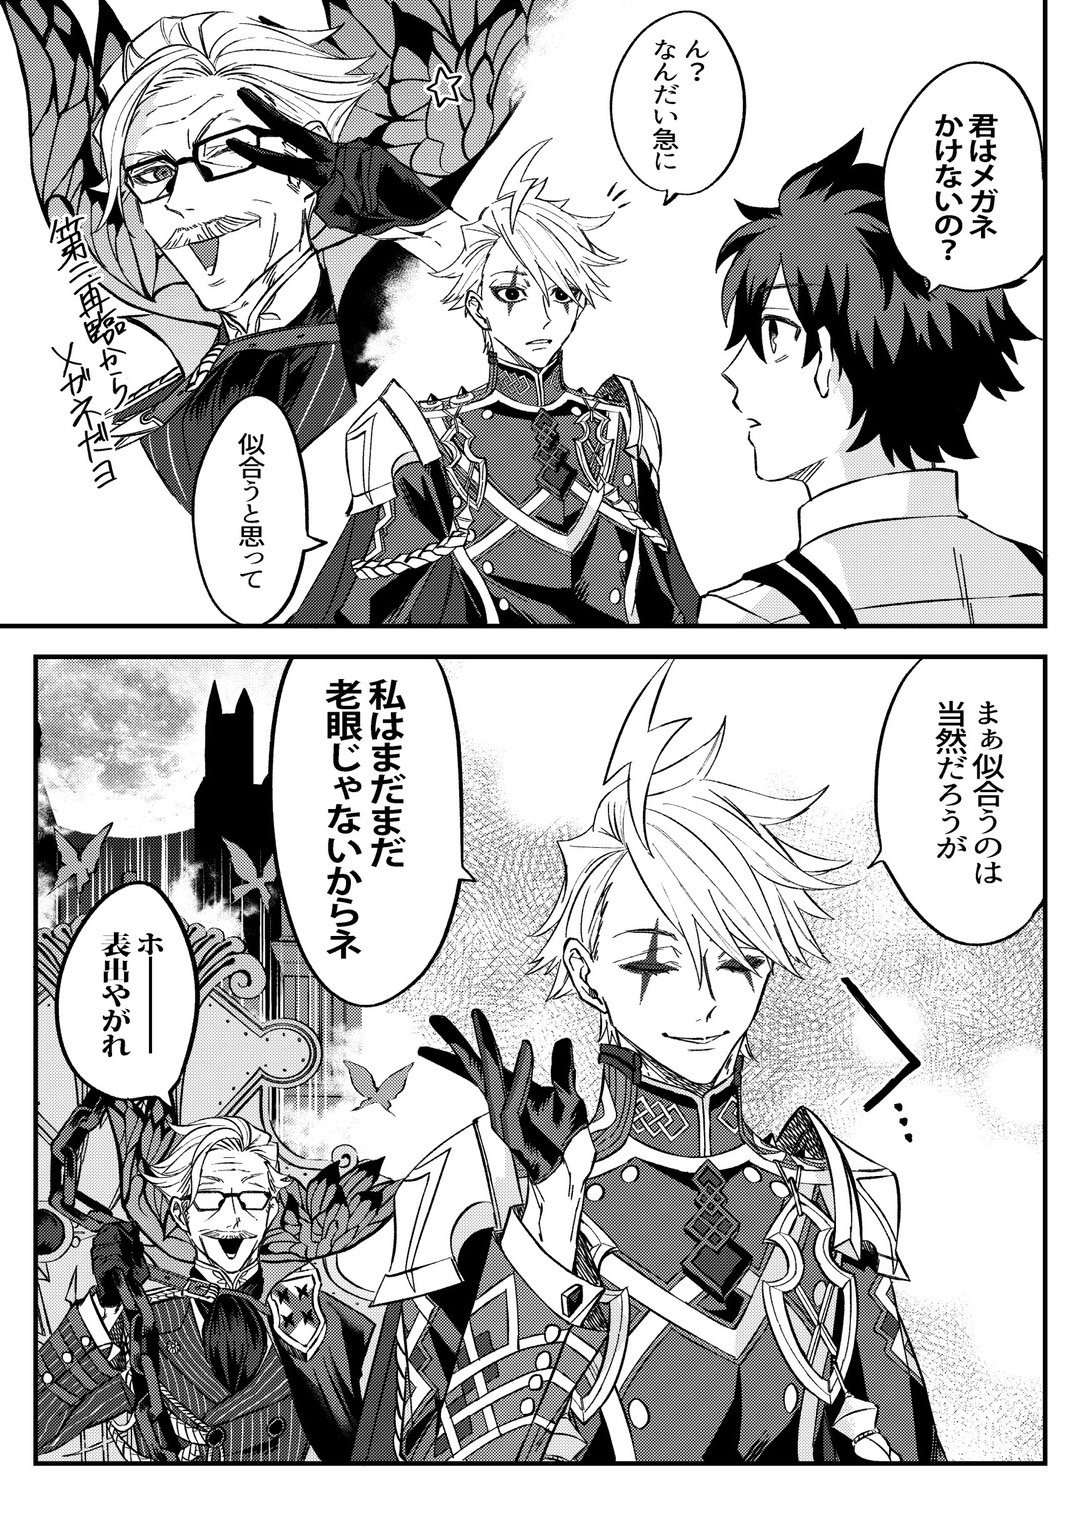 君はメガネ
かけないの？
ん？
なんだい急に
第三再臨から
メガネだヨ
似合うと思って
まぁ似合うのは
当然だろうが
私はまだまだ
老眼じゃないからネ
ホ――
表出やがれ